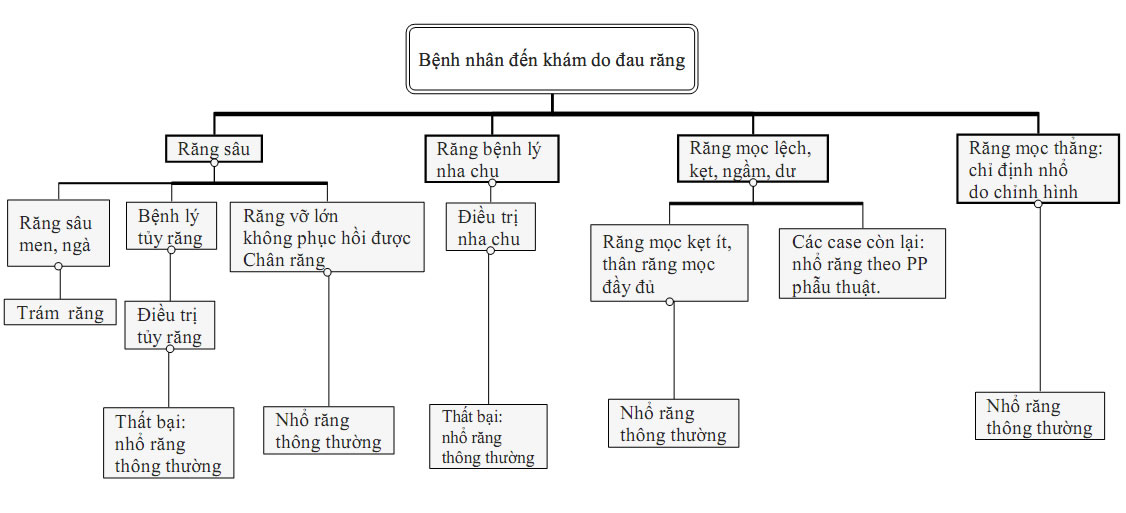 Bệnh nhân đến khám do đau răng
Răng sâu
Răng bệnh lý
nha chu
Răng mọc lệch,
kẹt, ngầm, dư
Răng mọc thẳng:
chỉ định nhổ
do chỉnh hình
Răng sâu
men, ngà
Bệnh lý
tủy răng
Răng vỡ lớn
không phục hồi được
Chân răng
Điều trị
nha chu
Răng mọc kẹt ít,
thân răng mọc
đầy đủ
Các case còn lại:
nhổ răng theo PP
phẫu thuật.
Trám răng
Điều trị
tủy răng
Thất bại:
nhổ răng
thông thường
Nhổ răng
thông thường
Thất bại:
nhổ răng
thông thường
Nhổ răng
thông thường
Nhổ răng
thông thường